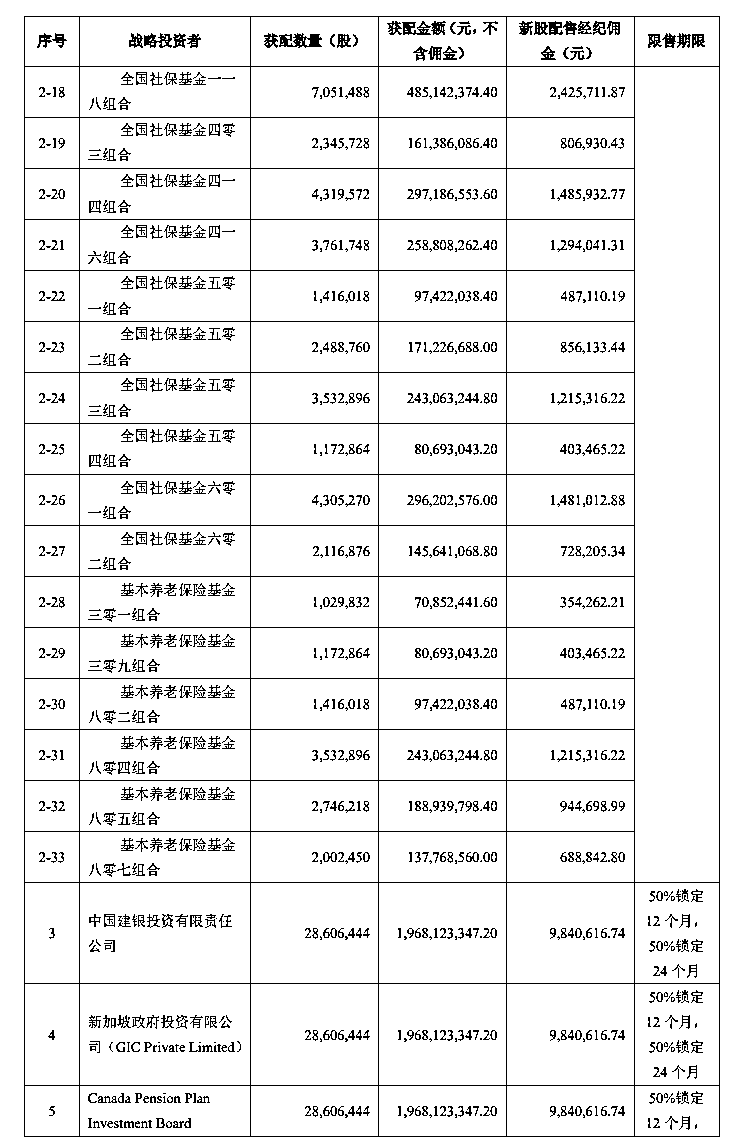 序号 战略投资者 获配数量（股） 获配金额（元，不含佣金） 新股配售经纪佣金（元） 限售期限
2-18 全国社保基金一一八组合 7,051,488 485,142,374.40 2,425,711.87
2-19 全国社保基金四零三组合 2,345,728 161,386,086.40 806,930.43
2-20 全国社保基金四一四组合 4,319,572 297,186,553.60 1,485,932.77
2-21 全国社保基金四一六组合 3,761,748 258,808,262.40 1,294,041.31
2-22 全国社保基金五零一组合 1,416,018 97,422,038.40 487,110.19
2-23 全国社保基金五零二组合 2,488,760 171,226,688.00 856,133.44
2-24 全国社保基金五零三组合 3,532,896 243,063,244.80 1,215,316.22
2-25 全国社保基金五零四组合 1,172,864 80,693,043.20 403,465.22
2-26 全国社保基金六零一组合 4,305,270 296,202,576.00 1,481,012.88
2-27 全国社保基金六零二组合 2,116,876 145,641,068.80 728,205.34
2-28 基本养老保险基金三零一组合 1,029,832 70,852,441.60 354,262.21
2-29 基本养老保险基金三零九组合 1,172,864 80,693,043.20 403,465.22
2-30 基本养老保险基金八零二组合 1,416,018 97,422,038.40 487,110.19
2-31 基本养老保险基金八零四组合 3,532,896 243,063,244.80 1,215,316.22
2-32 基本养老保险基金八零五组合 2,746,218 188,939,798.40 944,698.99
2-33 基本养老保险基金八零七组合 2,002,450 137,768,560.00 688,842.80
3 中国建银投资有限责任公司 28,606,444 1,968,123,347.20 9,840,616.74 50%锁定12个月，50%锁定24个月
4 新加坡政府投资有限公司（GIC Private Limited） 28,606,444 1,968,123,347.20 9,840,616.74 50%锁定12个月，50%锁定24个月
5 Canada Pension Plan Investment Board 28,606,444 1,968,123,347.20 9,840,616.74 50%锁定12个月，